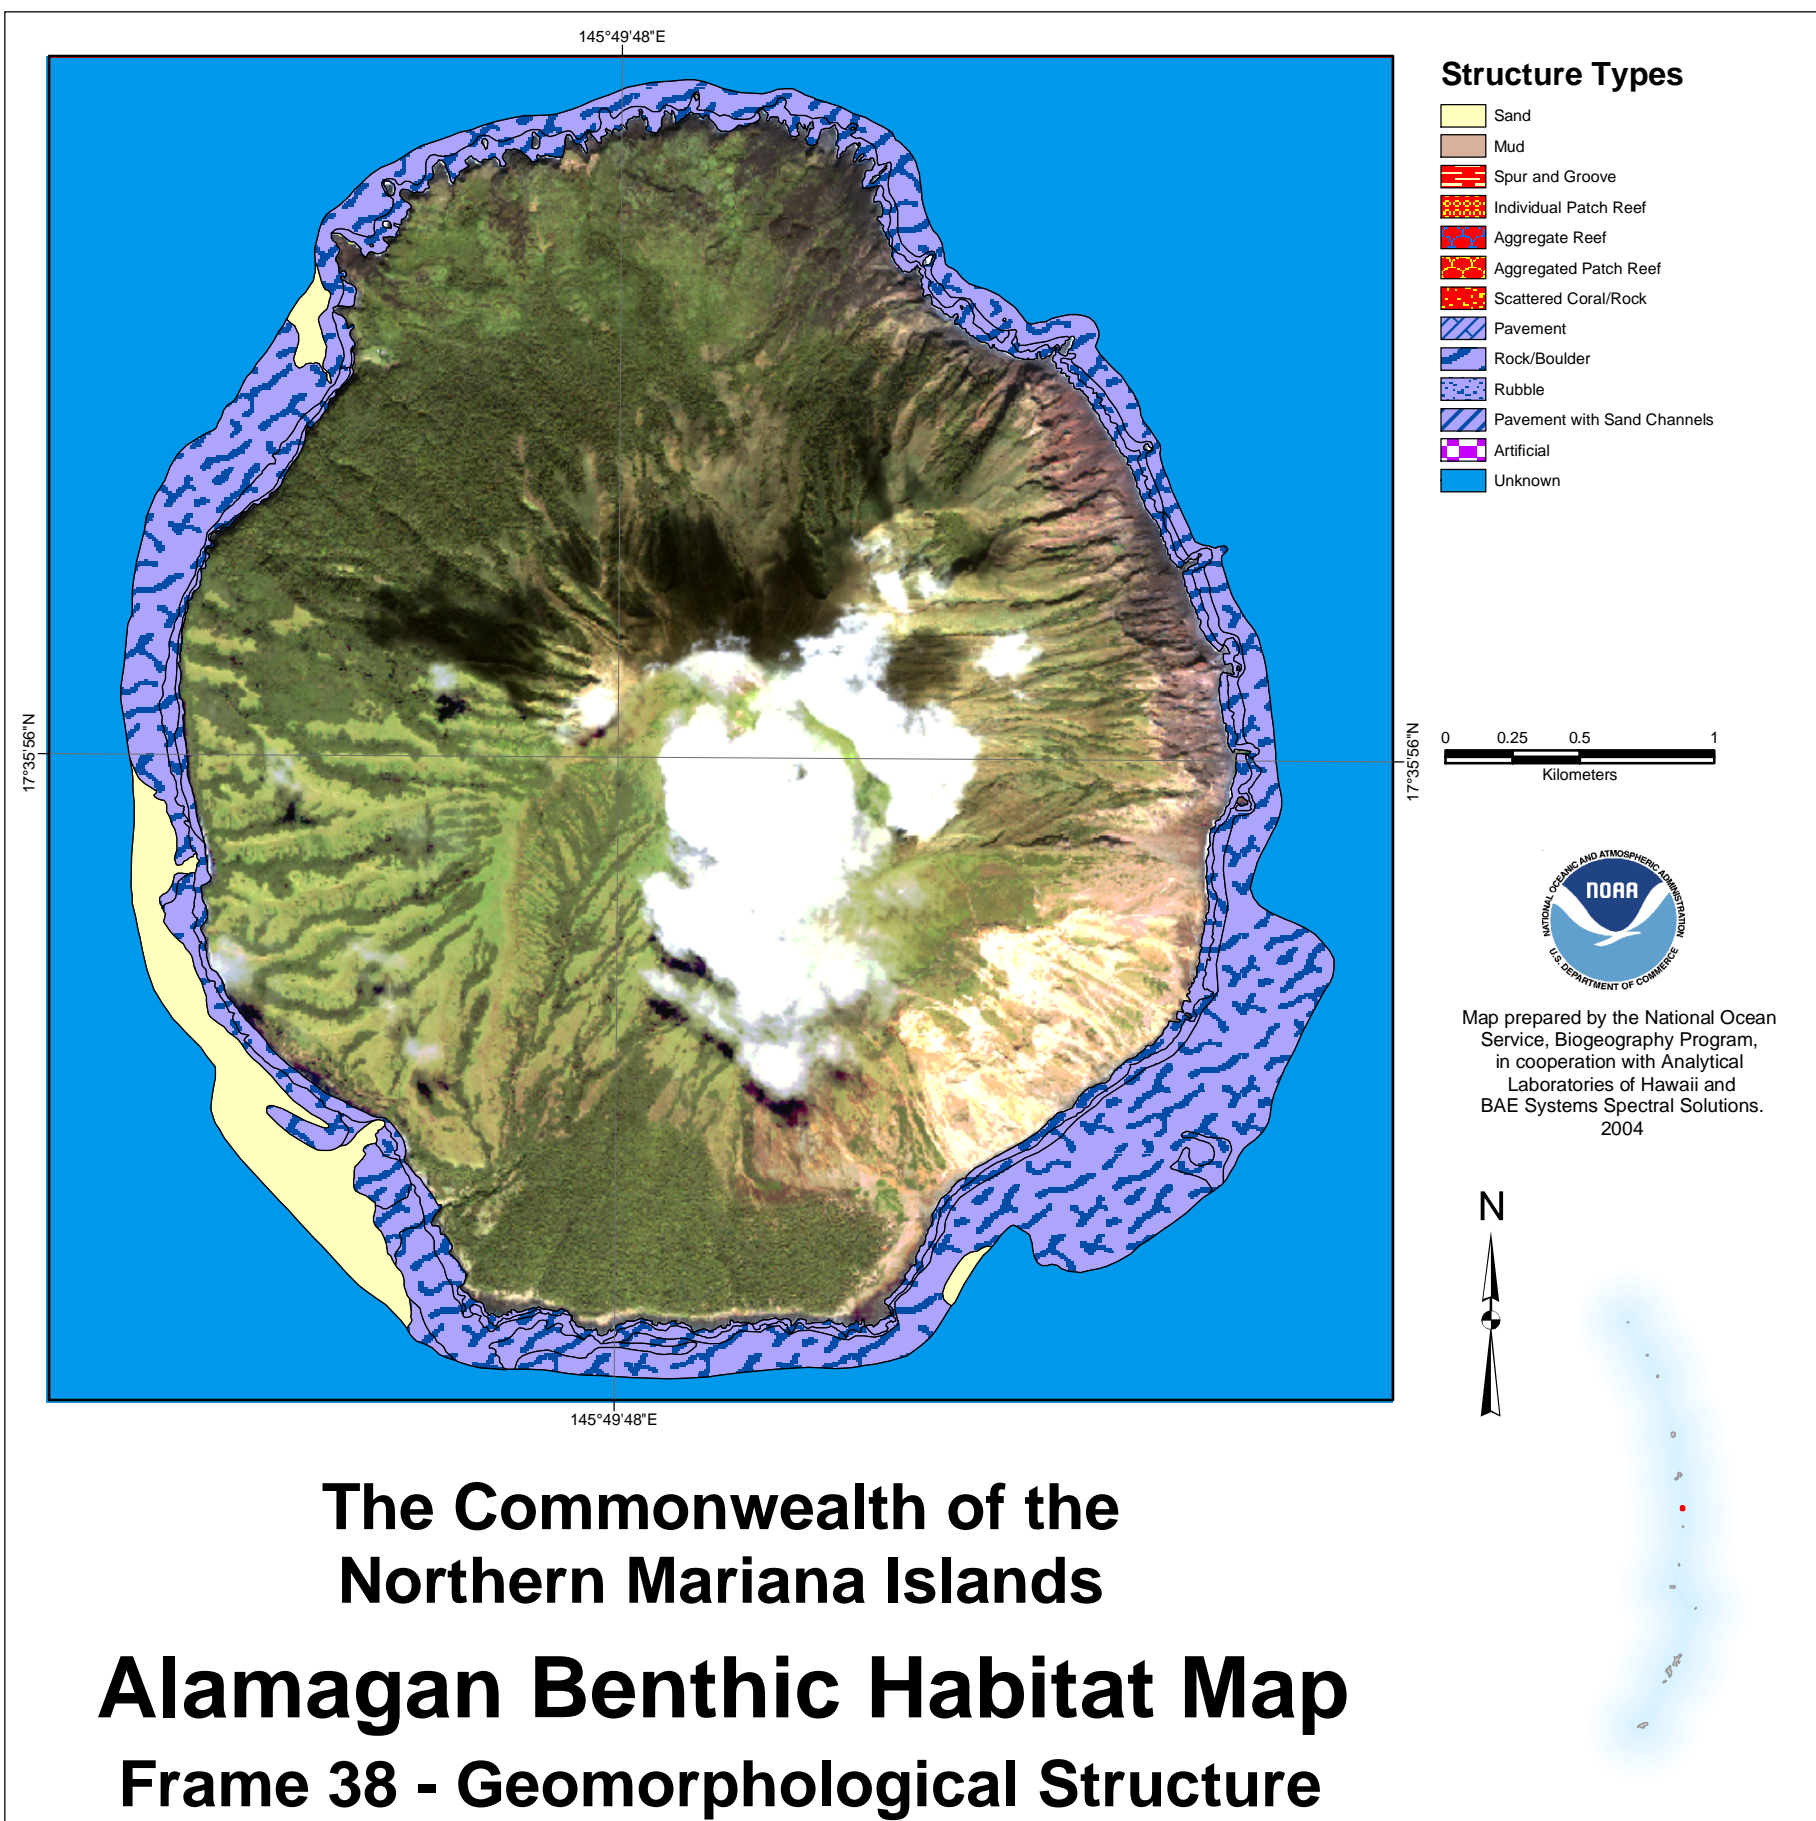 145°49'48"E
Structure Types
Sand
Mud
Spur and Groove
Individual Patch Reef
Aggregate Reef
Aggregated Patch Reef
Scattered Coral/Rock
Pavement
Rock/Boulder
Rubble
Pavement with Sand Channels
Artificial
Unknown
17°35'56"N
17°35'56"N
0 0.25 0.5 1
Kilometers
NATIONAL OCEANIC AND ATMOSPHERIC ADMINISTRATION
NOAA
U.S. DEPARTMENT OF COMMERCE
Map prepared by the National Ocean
Service, Biogeography Program,
in cooperation with Analytical
Laboratories of Hawaii and
BAE Systems Spectral Solutions.
2004
N
145°49'48"E
The Commonwealth of the
Northern Mariana Islands
Alamagan Benthic Habitat Map
Frame 38 - Geomorphological Structure